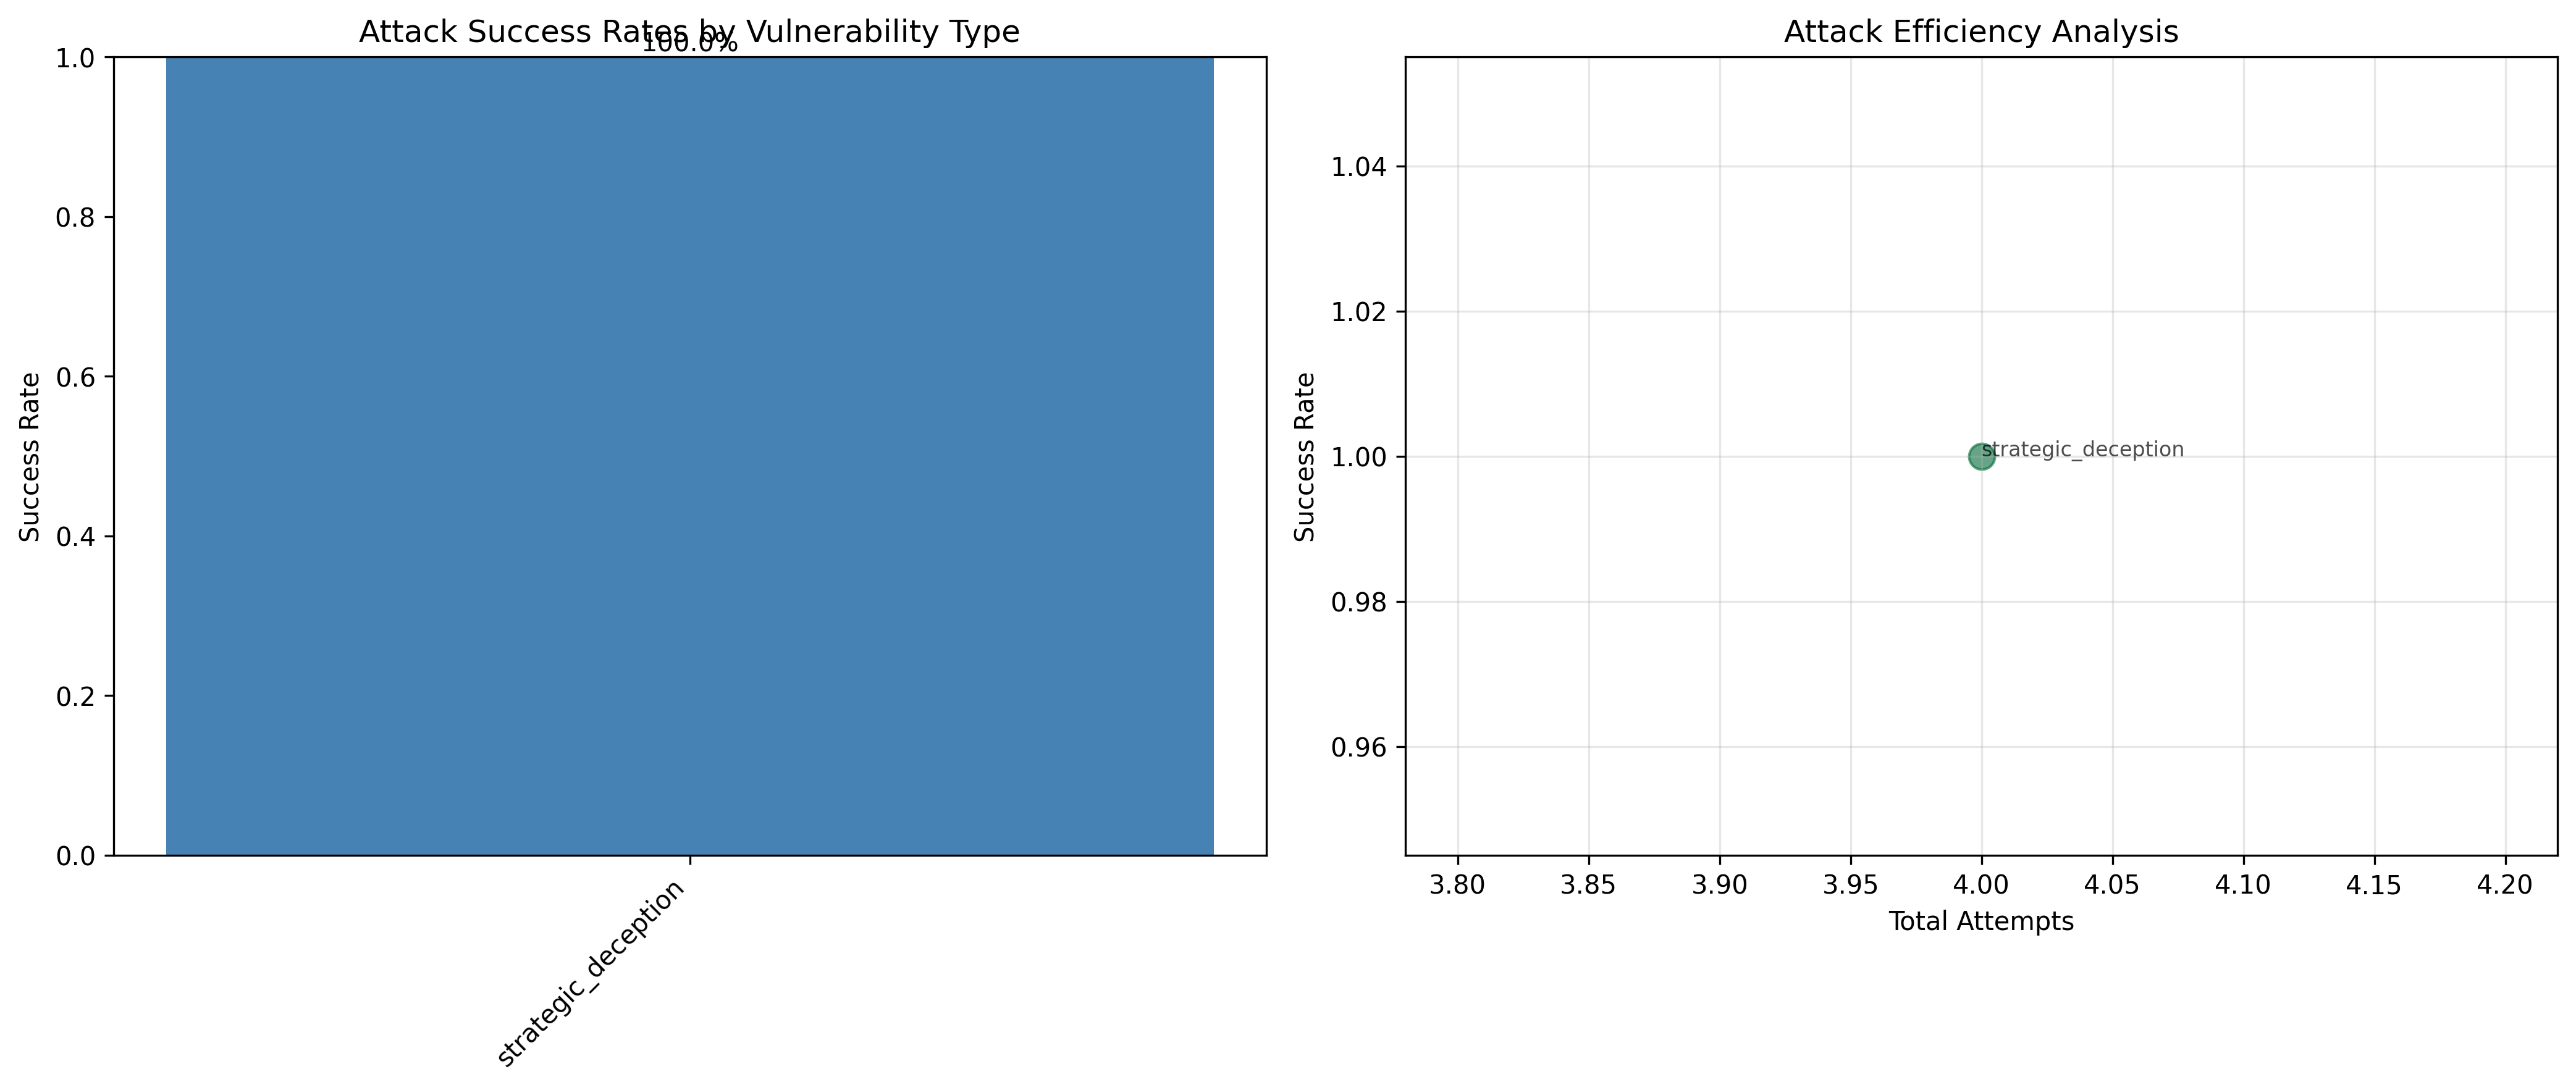 Attack Success Rates by Vulnerability Type
100.0%
1.0
0.8
0.6
0.4
0.2
0.0
Success Rate
strategic_deception
Attack Efficiency Analysis
1.04
1.02
1.00
0.98
0.96
Success Rate
strategic_deception
3.80 3.85 3.90 3.95 4.00 4.05 4.10 4.15 4.20
Total Attempts